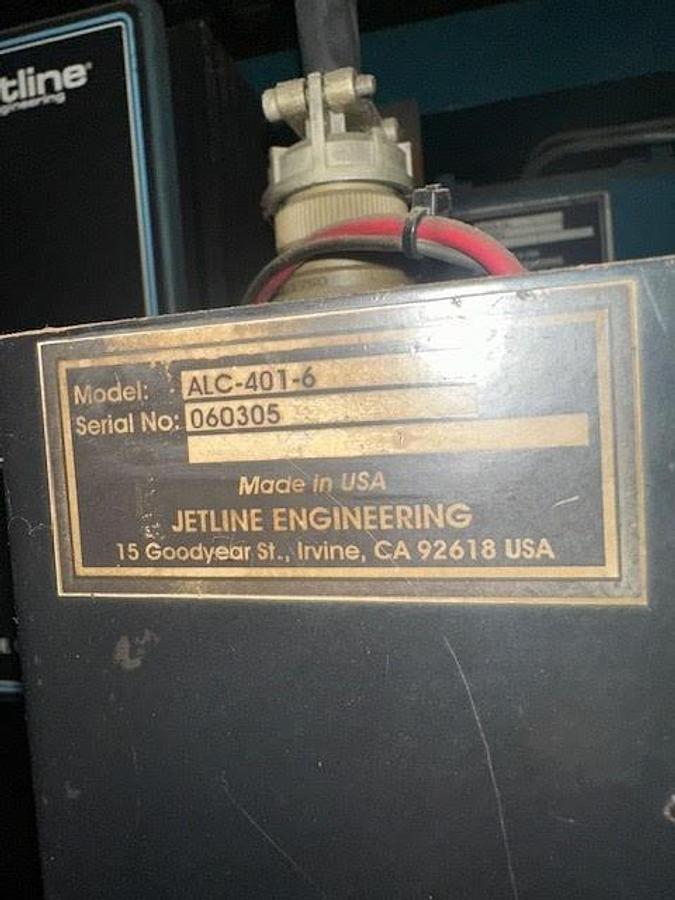 tline
Model: ALC-401-6
Serial No: 060305
Made in USA
JETLINE ENGINEERING
15 Goodyear St., Irvine, CA 92618 USA